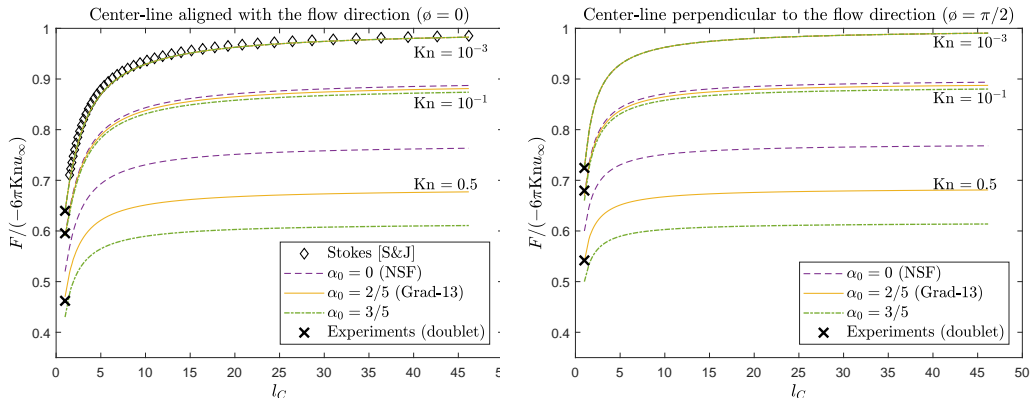 Center-line aligned with the flow direction (ø = 0)
1
0.9
0.8
0.7
0.6
0.5
0.4
F/(−6πKnu∞)
Kn = 10⁻³
Kn = 10⁻¹
Kn = 0.5
Stokes [S&J]
α₀ = 0 (NSF)
α₀ = 2/5 (Grad-13)
α₀ = 3/5
Experiments (doublet)
0 5 10 15 20 25 30 35 40 45
l_C
Center-line perpendicular to the flow direction (ø = π/2)
1
0.9
0.8
0.7
0.6
0.5
0.4
F/(−6πKnu∞)
Kn = 10⁻³
Kn = 10⁻¹
Kn = 0.5
α₀ = 0 (NSF)
α₀ = 2/5 (Grad-13)
α₀ = 3/5
Experiments (doublet)
0 5 10 15 20 25 30 35 40 45 50
l_C